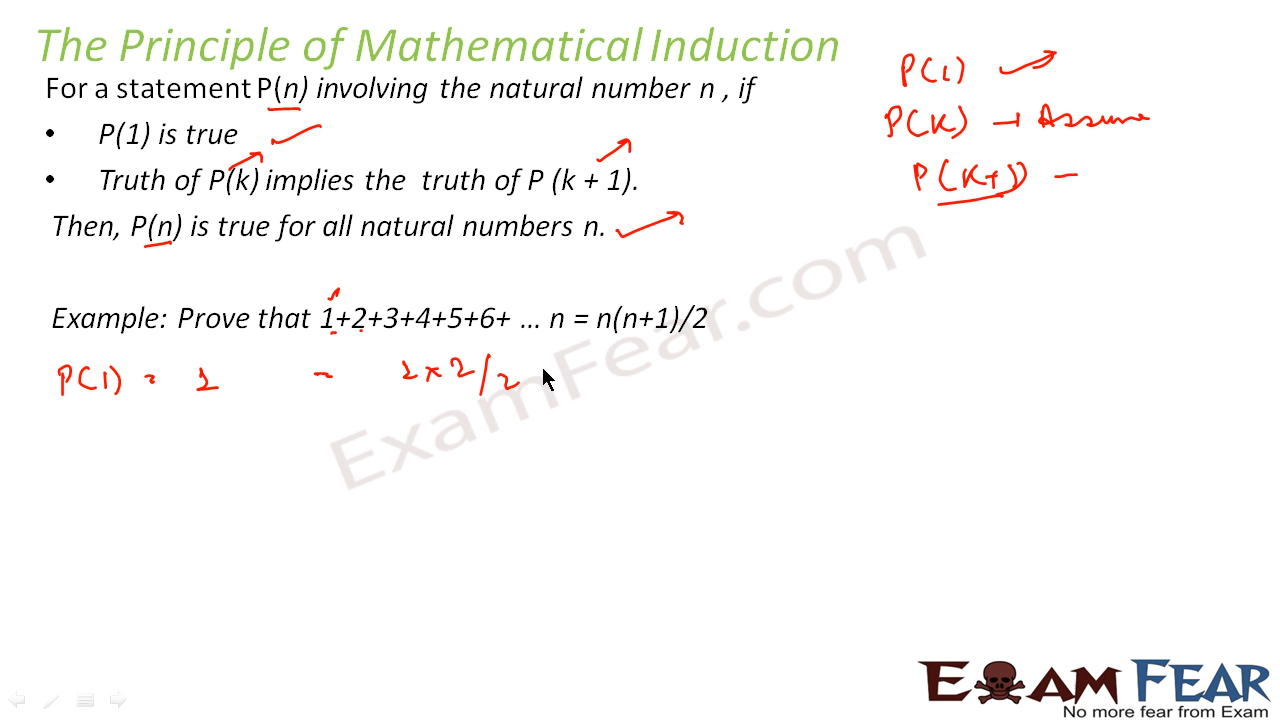 The Principle of Mathematical Induction
For a statement P(n) involving the natural number n , if
• P(1) is true
• Truth of P(k) implies the truth of P (k + 1).
Then, P(n) is true for all natural numbers n.
P(1)
P(K) → Assume
P(K+1) –
Example: Prove that 1+2+3+4+5+6+ ... n = n(n+1)/2
P(1) = 1 = 1 × 2/2
ExamFear.com
EXAM FEAR
No more fear from Exam